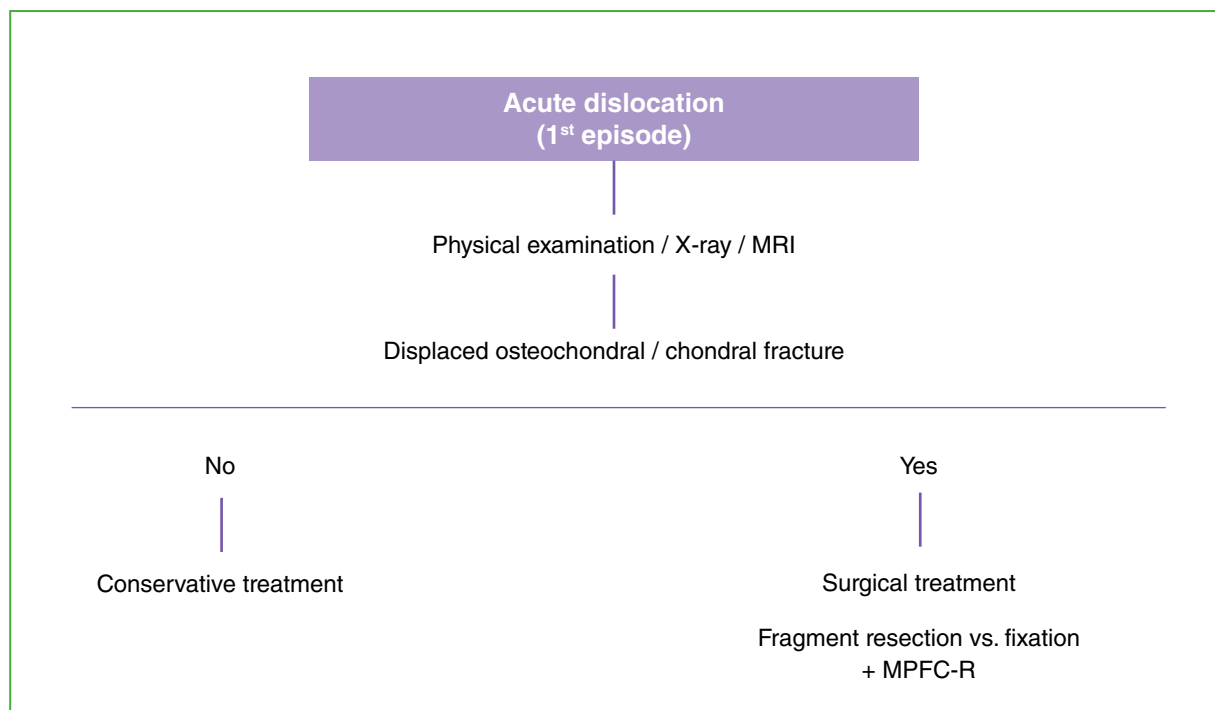 Acute dislocation
(1st episode)
Physical examination / X-ray / MRI
Displaced osteochondral / chondral fracture
No
Yes
Conservative treatment
Surgical treatment
Fragment resection vs. fixation
+ MPFC-R